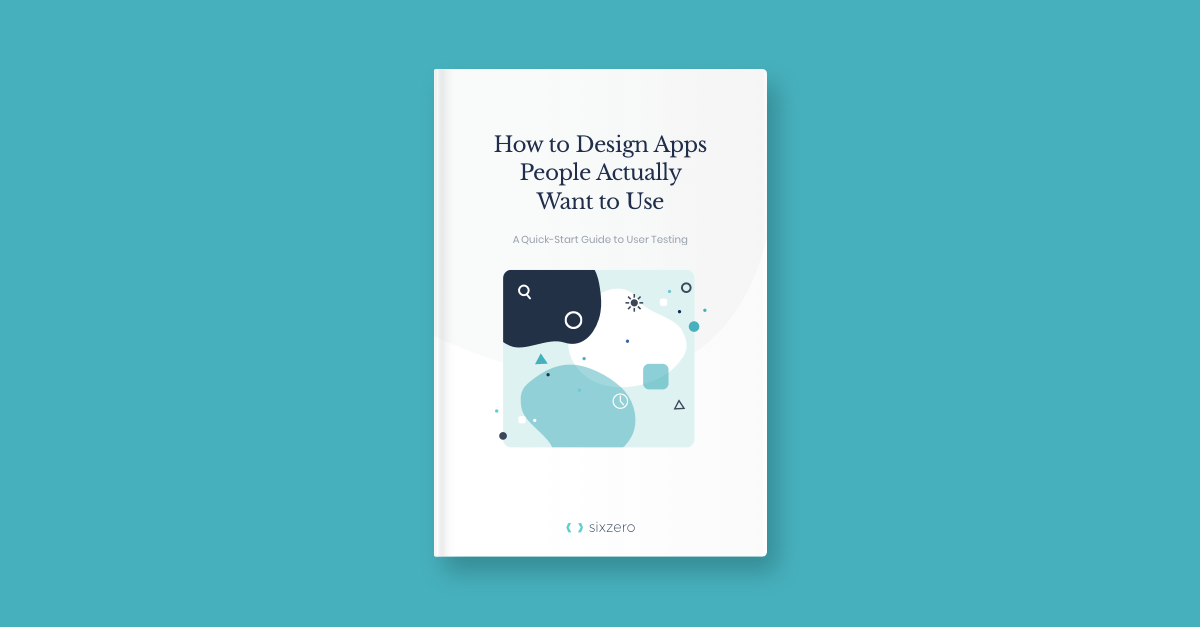 How to Design Apps
People Actually
Want to Use
A Quick-Start Guide to User Testing
sixzero